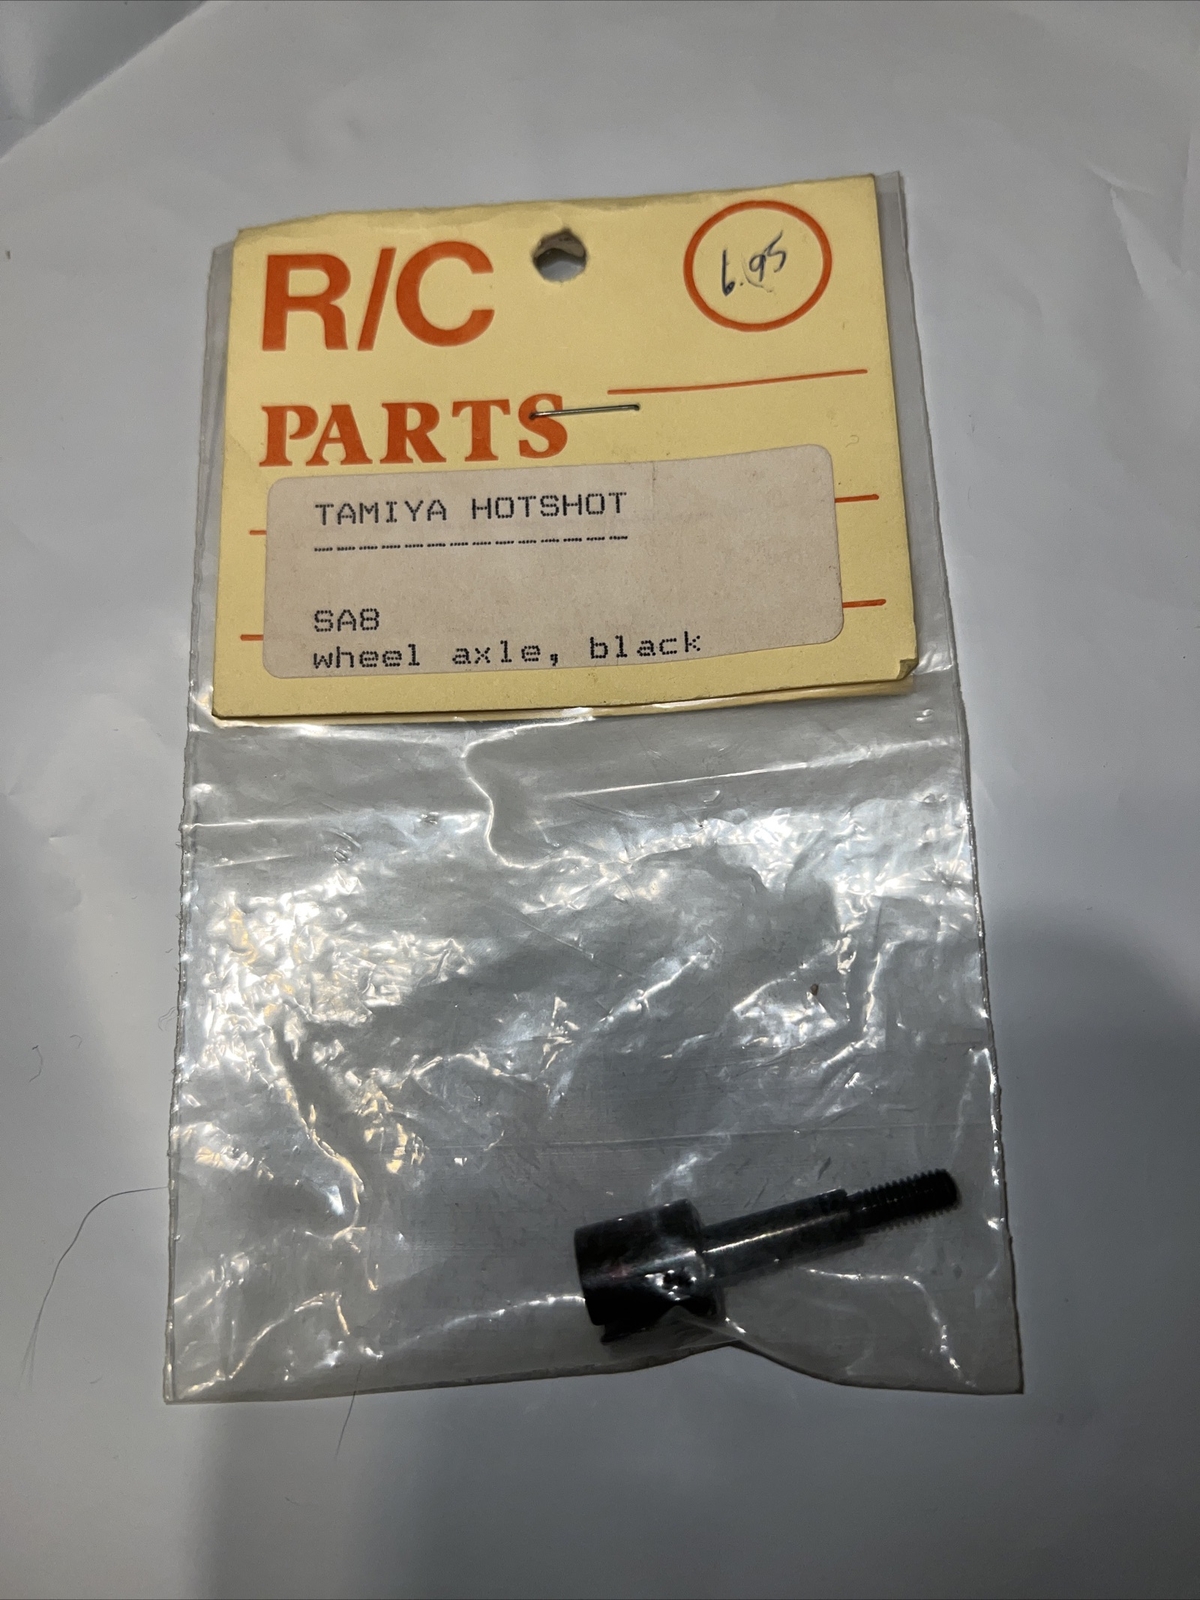 R/C
6.95
PARTS
TAMIYA HOTSHOT
--------------
SA8
wheel axle, black